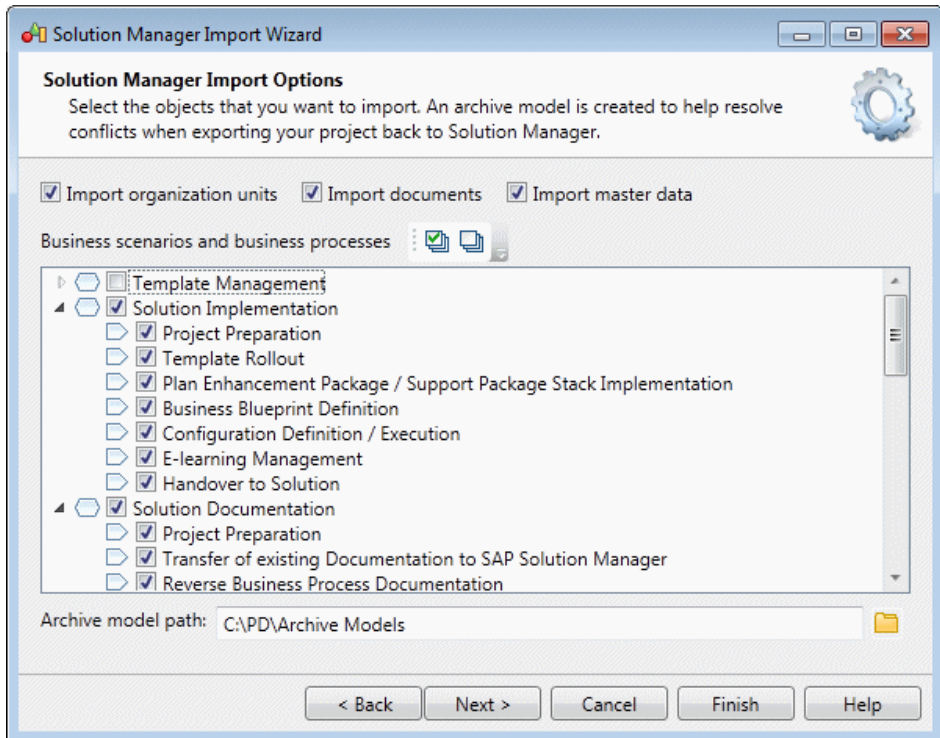 Solution Manager Import Wizard
Solution Manager Import Options
Select the objects that you want to import. An archive model is created to help resolve
conflicts when exporting your project back to Solution Manager.
Import organization units Import documents Import master data
Business scenarios and business processes
Template Management
Solution Implementation
Project Preparation
Template Rollout
Plan Enhancement Package / Support Package Stack Implementation
Business Blueprint Definition
Configuration Definition / Execution
E-learning Management
Handover to Solution
Solution Documentation
Project Preparation
Transfer of existing Documentation to SAP Solution Manager
Reverse Business Process Documentation
Archive model path: C:\PD\Archive Models
< Back Next > Cancel Finish Help